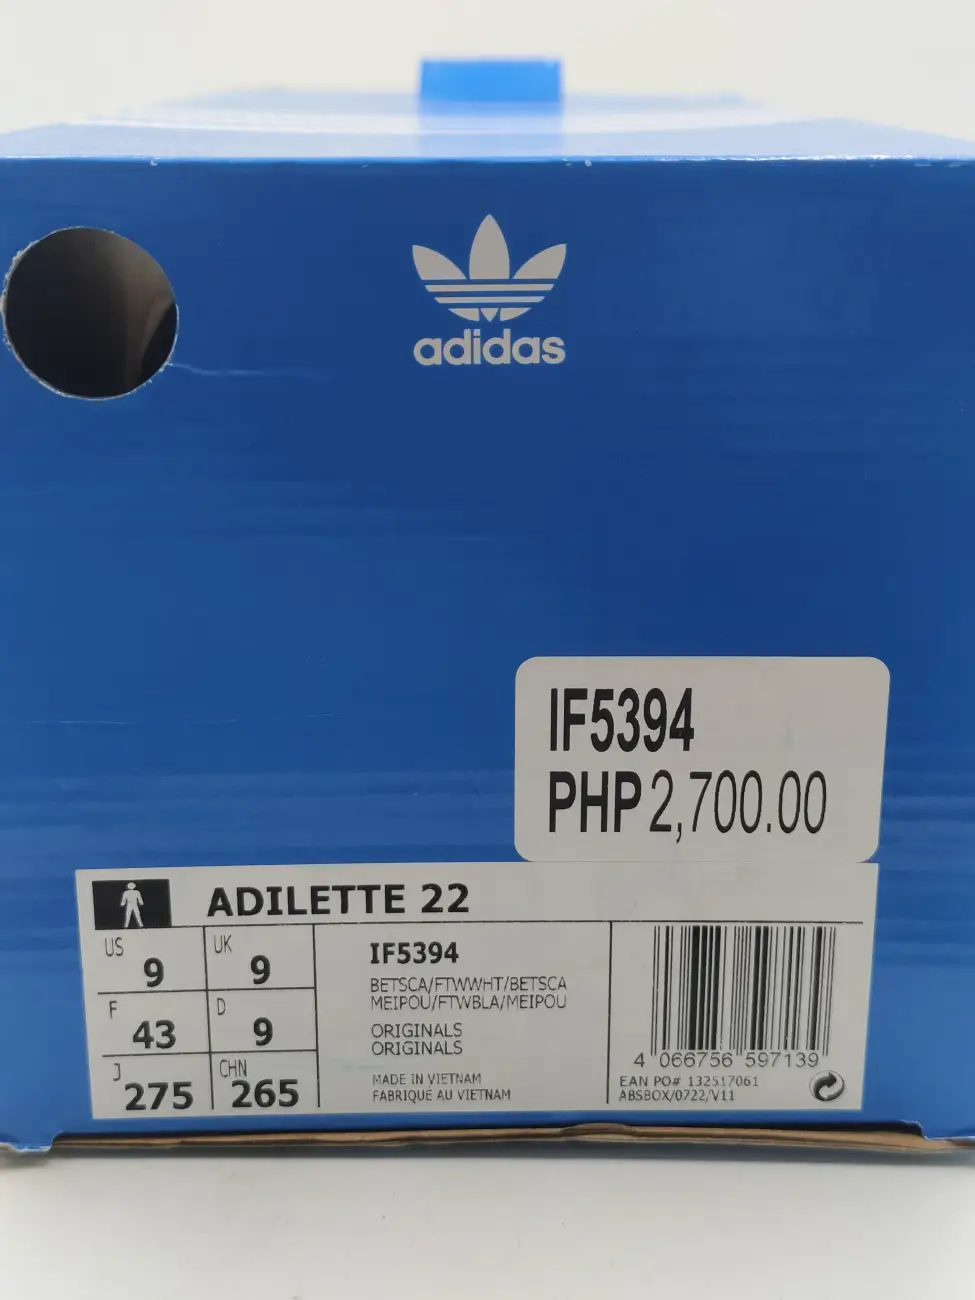 adidas
IF5394
PHP 2,700.00
ADILETTE 22
US 9
UK 9
F 43
D 9
J 275
CHN 265
IF5394
BETSCA/FTWWHT/BETSCA
MEIPOU/FTWBLA/MEIPOU
ORIGINALS
ORIGINALS
MADE IN VIETNAM
FABRIQUÉ AU VIETNAM
4 066756 597139
EAN PO# 132517061
ABSBOX/0722/V11